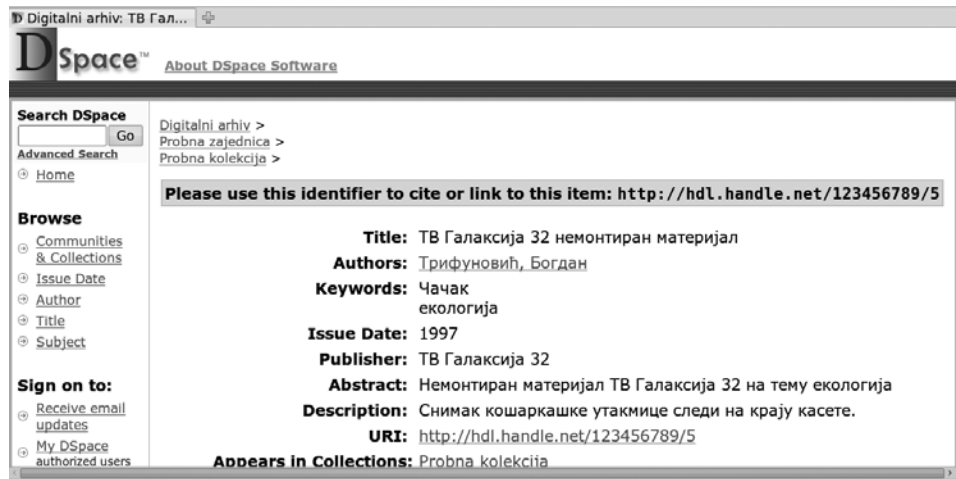 Digitalni arhiv: ТВ Гал...
DSpace™ About DSpace Software
Search DSpace
Go
Advanced Search
Home
Browse
Communities
& Collections
Issue Date
Author
Title
Subject
Sign on to:
Receive email
updates
My DSpace
authorized users
Digitalni arhiv >
Probna zajednica >
Probna kolekcija >
Please use this identifier to cite or link to this item: http://hdl.handle.net/123456789/5
Title: ТВ Галаксија 32 немонтиран материјал
Authors: Трифуновић, Богдан
Keywords: Чачак
екологија
Issue Date: 1997
Publisher: ТВ Галаксија 32
Abstract: Немонтиран материјал ТВ Галаксија 32 на тему екологија
Description: Снимак кошаркашке утакмице следи на крају касете.
URI: http://hdl.handle.net/123456789/5
Appears in Collections: Probna kolekcija